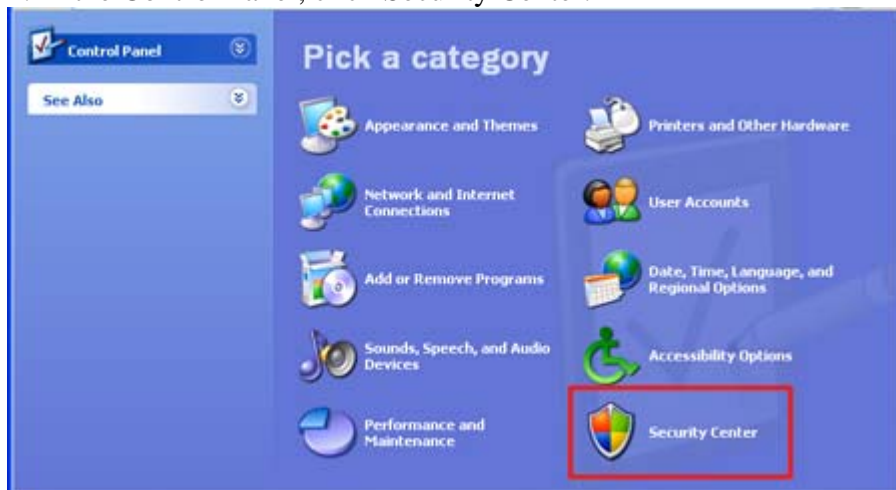 Control Panel
See Also
Pick a category
Appearance and Themes
Printers and Other Hardware
Network and Internet
Connections
User Accounts
Add or Remove Programs
Date, Time, Language, and
Regional Options
Sounds, Speech, and Audio
Devices
Accessibility Options
Performance and
Maintenance
Security Center